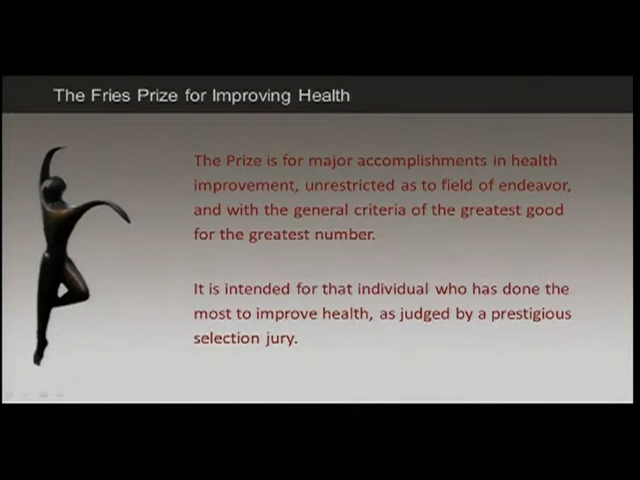 The Fries Prize for Improving Health
The Prize is for major accomplishments in health
improvement, unrestricted as to field of endeavor,
and with the general criteria of the greatest good
for the greatest number.
It is intended for that individual who has done the
most to improve health, as judged by a prestigious
selection jury.